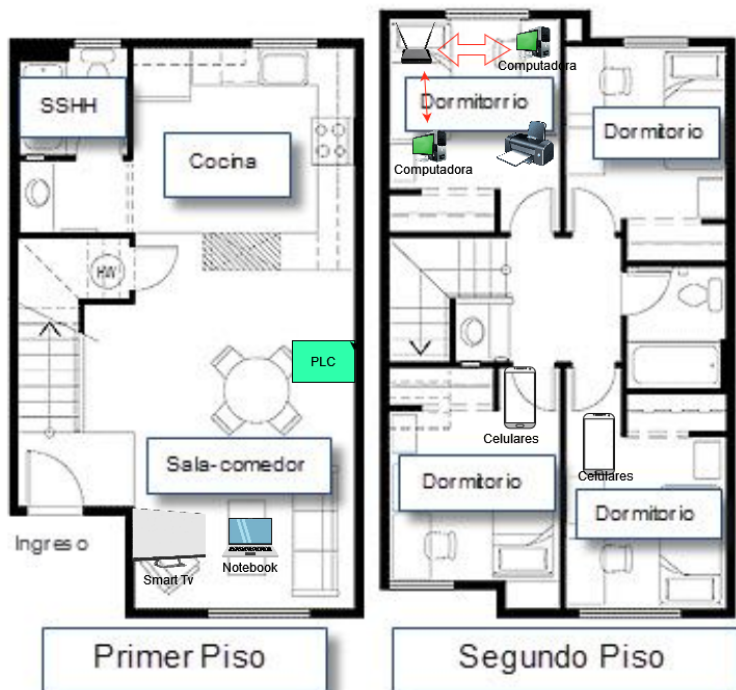 SSHH
Cocina
HW
PLC
Sala-comedor
Ingreso
Smart Tv
Notebook
Primer Piso
Computadora
Dormitorrio
Computadora
Dormitorio
Celulares
Celulares
Dormitorio
Dormitorio
Segundo Piso